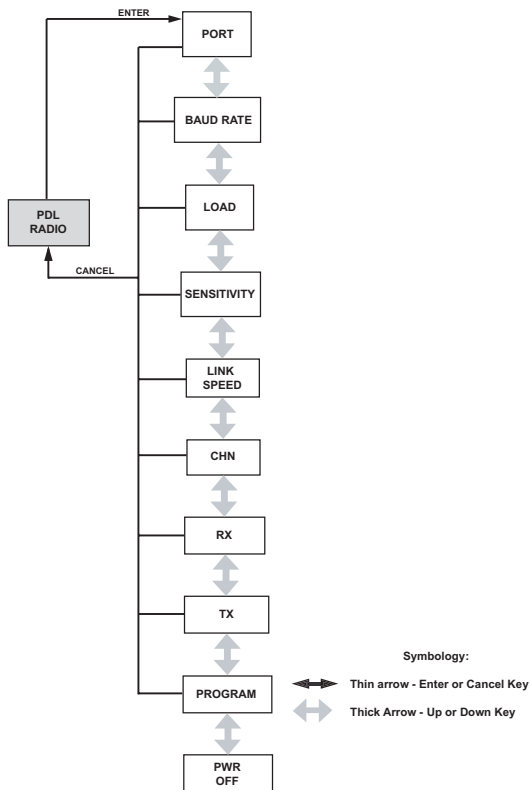 ENTER
PORT
BAUD RATE
LOAD
PDL
RADIO
CANCEL
SENSITIVITY
LINK
SPEED
CHN
RX
TX
PROGRAM
PWR
OFF
Symbology:
Thin arrow - Enter or Cancel Key
Thick Arrow - Up or Down Key